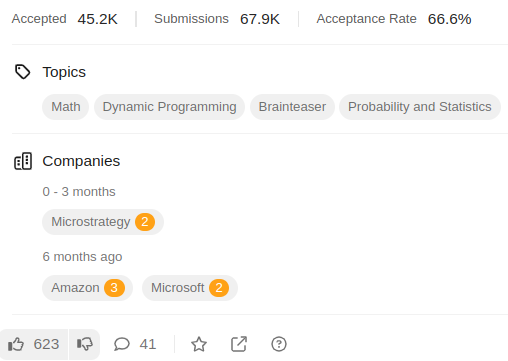 Accepted 45.2K Submissions 67.9K Acceptance Rate 66.6%
Topics
Math Dynamic Programming Brainteaser Probability and Statistics
Companies
0 - 3 months
Microstrategy 2
6 months ago
Amazon 3 Microsoft 2
623 41